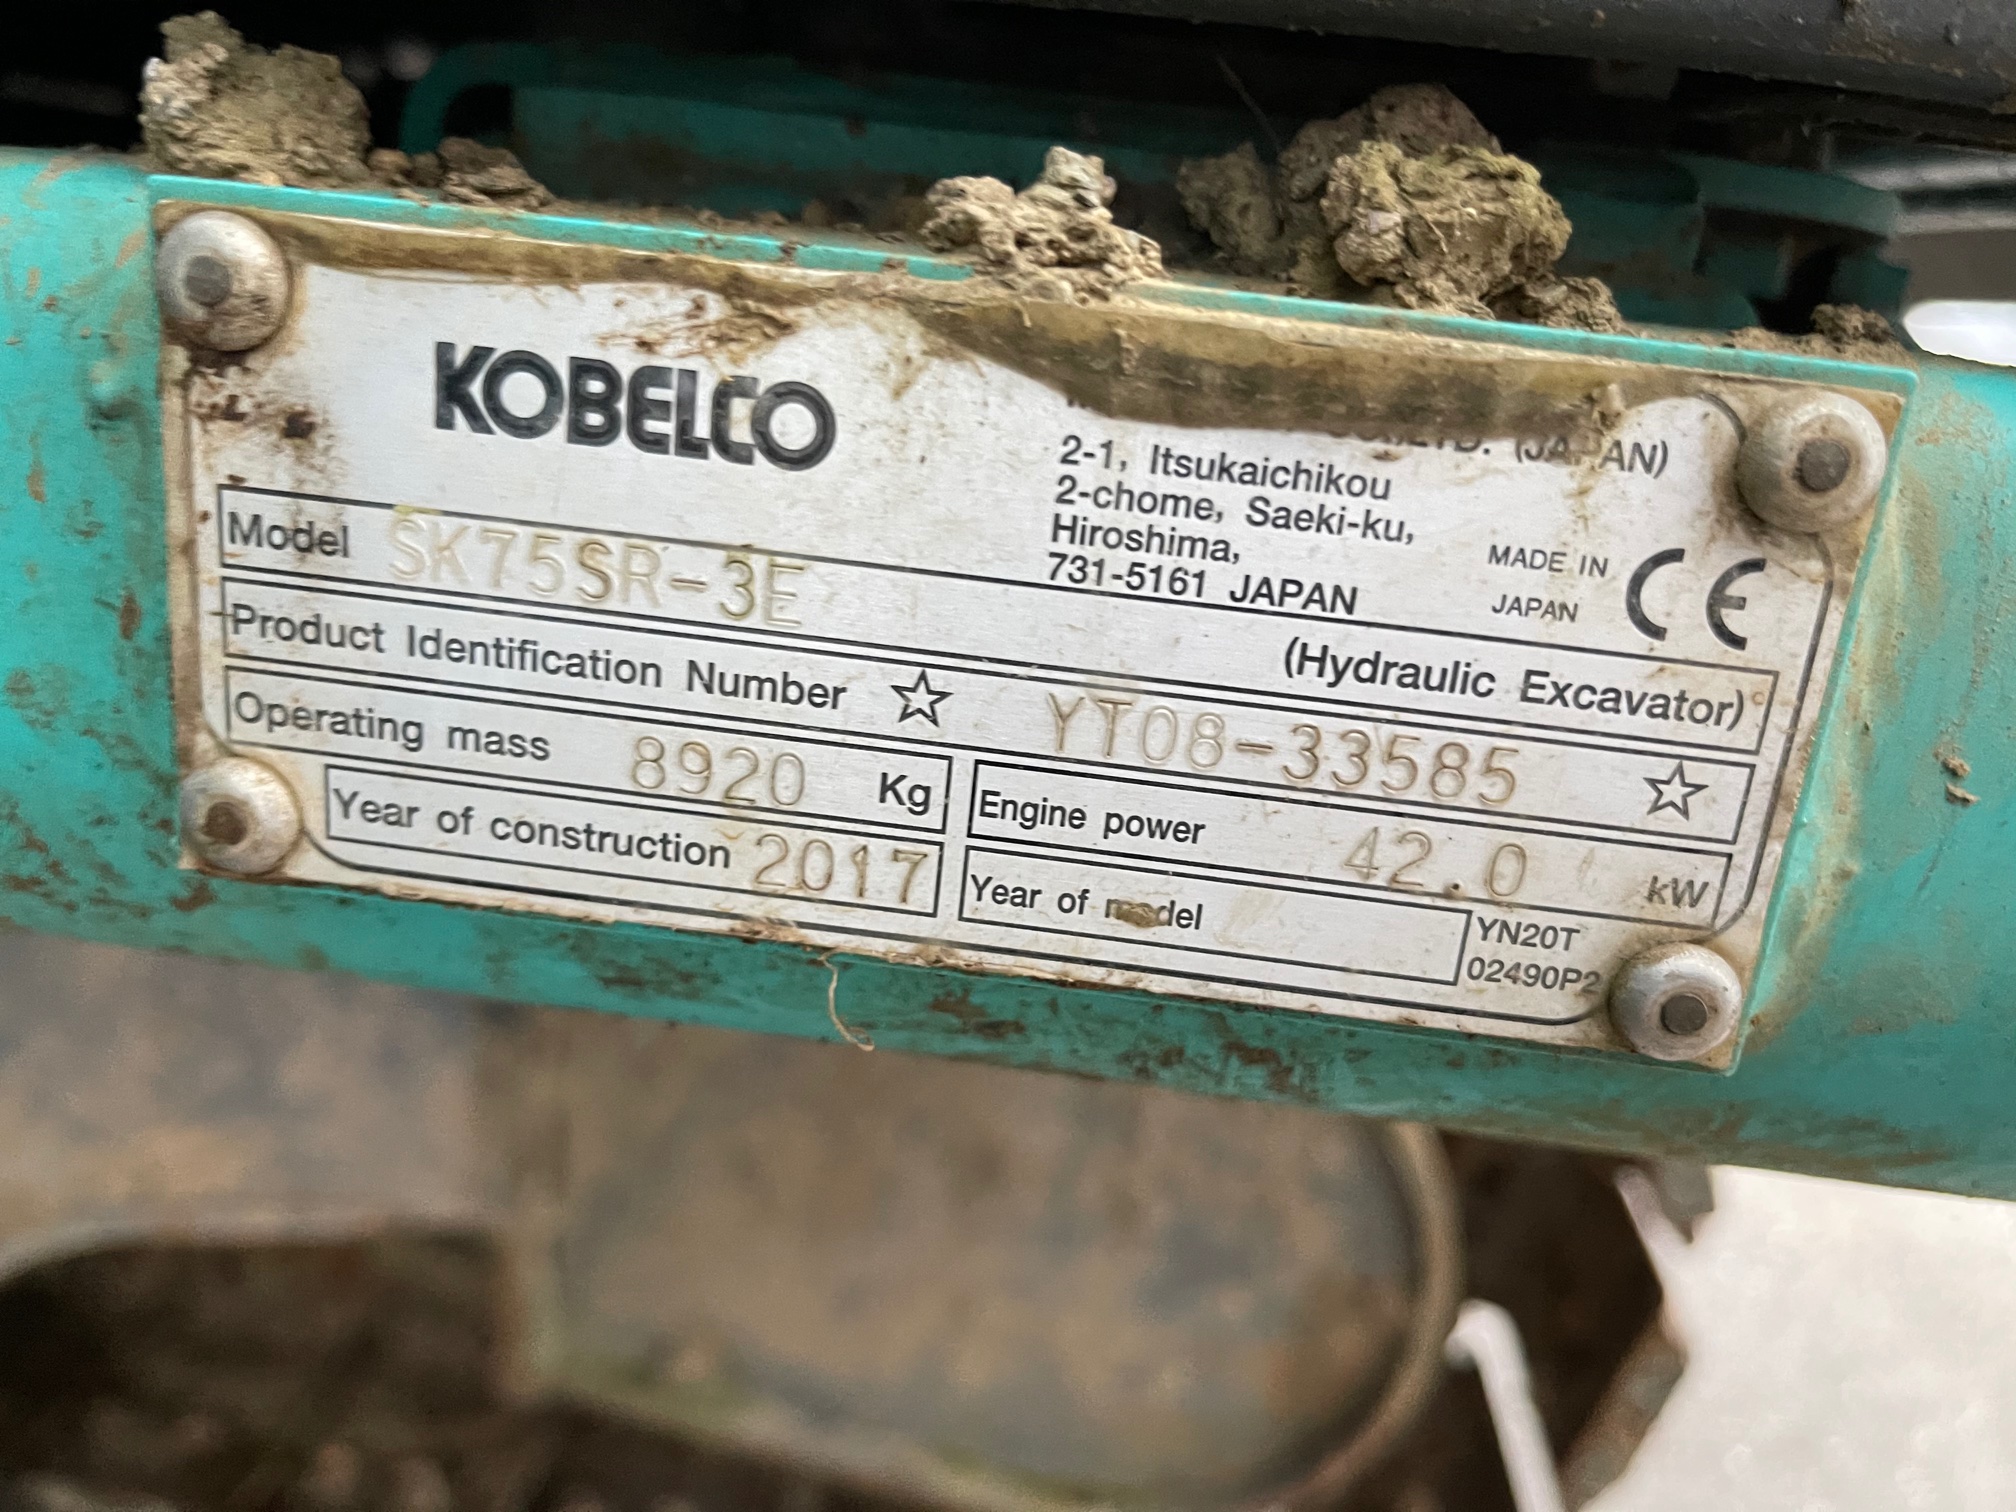 KOBELCO
LTD. (JAPAN)
2-1, Itsukaichikou
2-chome, Saeki-ku,
Hiroshima,
731-5161 JAPAN
MADE IN
JAPAN
CE
Model SK75SR-3E (Hydraulic Excavator)
Product Identification Number ☆ YT08-33585 ☆
Operating mass 8920 Kg
Engine power 42.0 kW
Year of construction 2017
Year of model
YN20T
02490P2